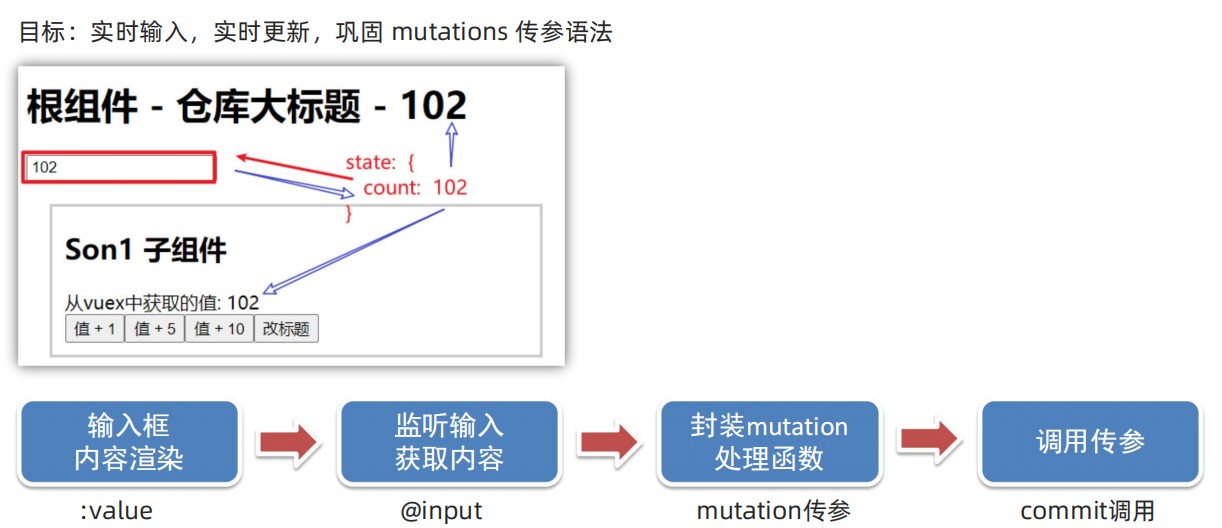 目标：实时输入，实时更新，巩固 mutations 传参语法
根组件 - 仓库大标题 - 102
102
state: {
count: 102
}
Son1 子组件
从vuex中获取的值: 102
值 + 1 值 + 5 值 + 10 改标题
输入框
内容渲染
监听输入
获取内容
封装mutation
处理函数
调用传参
:value
@input
mutation传参
commit调用